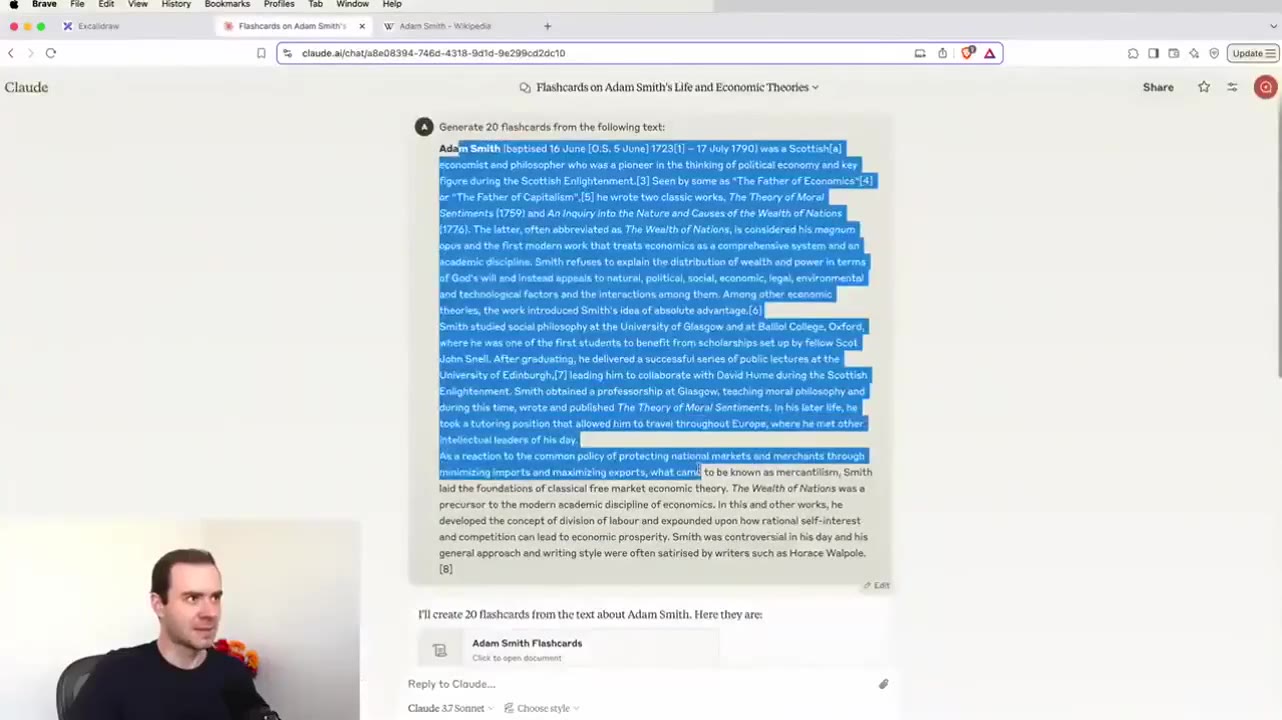 Brave File Edit View History Bookmarks Profiles Tab Window Help
Excalidraw
Flashcards on Adam Smith's
Adam Smith - Wikipedia
claude.ai/chat/a8e08394-746d-4318-9d1d-9e299cd2dc10
Update
Claude
Flashcards on Adam Smith's Life and Economic Theories
Share
A
Generate 20 flashcards from the following text:
Adam Smith (baptised 16 June [O.S. 5 June] 1723[1] – 17 July 1790) was a Scottish[a]
economist and philosopher who was a pioneer in the thinking of political economy and key
figure during the Scottish Enlightenment.[3] Seen by some as "The Father of Economics"[4]
or "The Father of Capitalism",[5] he wrote two classic works, The Theory of Moral
Sentiments (1759) and An Inquiry into the Nature and Causes of the Wealth of Nations
(1776). The latter, often abbreviated as The Wealth of Nations, is considered his magnum
opus and the first modern work that treats economics as a comprehensive system and an
academic discipline. Smith refuses to explain the distribution of wealth and power in terms
of God's will and instead appeals to natural, political, social, economic, legal, environmental
and technological factors and the interactions among them. Among other economic
theories, the work introduced Smith's idea of absolute advantage.[6]
Smith studied social philosophy at the University of Glasgow and at Balliol College, Oxford,
where he was one of the first students to benefit from scholarships set up by fellow Scot
John Snell. After graduating, he delivered a successful series of public lectures at the
University of Edinburgh,[7] leading him to collaborate with David Hume during the Scottish
Enlightenment. Smith obtained a professorship at Glasgow, teaching moral philosophy and
during this time, wrote and published The Theory of Moral Sentiments. In his later life, he
took a tutoring position that allowed him to travel throughout Europe, where he met other
intellectual leaders of his day.
As a reaction to the common policy of protecting national markets and merchants through
minimizing imports and maximizing exports, what came to be known as mercantilism, Smith
laid the foundations of classical free market economic theory. The Wealth of Nations was a
precursor to the modern academic discipline of economics. In this and other works, he
developed the concept of division of labour and expounded upon how rational self-interest
and competition can lead to economic prosperity. Smith was controversial in his day and his
general approach and writing style were often satirised by writers such as Horace Walpole.
[8]
Edit
I'll create 20 flashcards from the text about Adam Smith. Here they are:
Adam Smith Flashcards
Click to open document
Reply to Claude...
Claude 3.7 Sonnet
Choose style